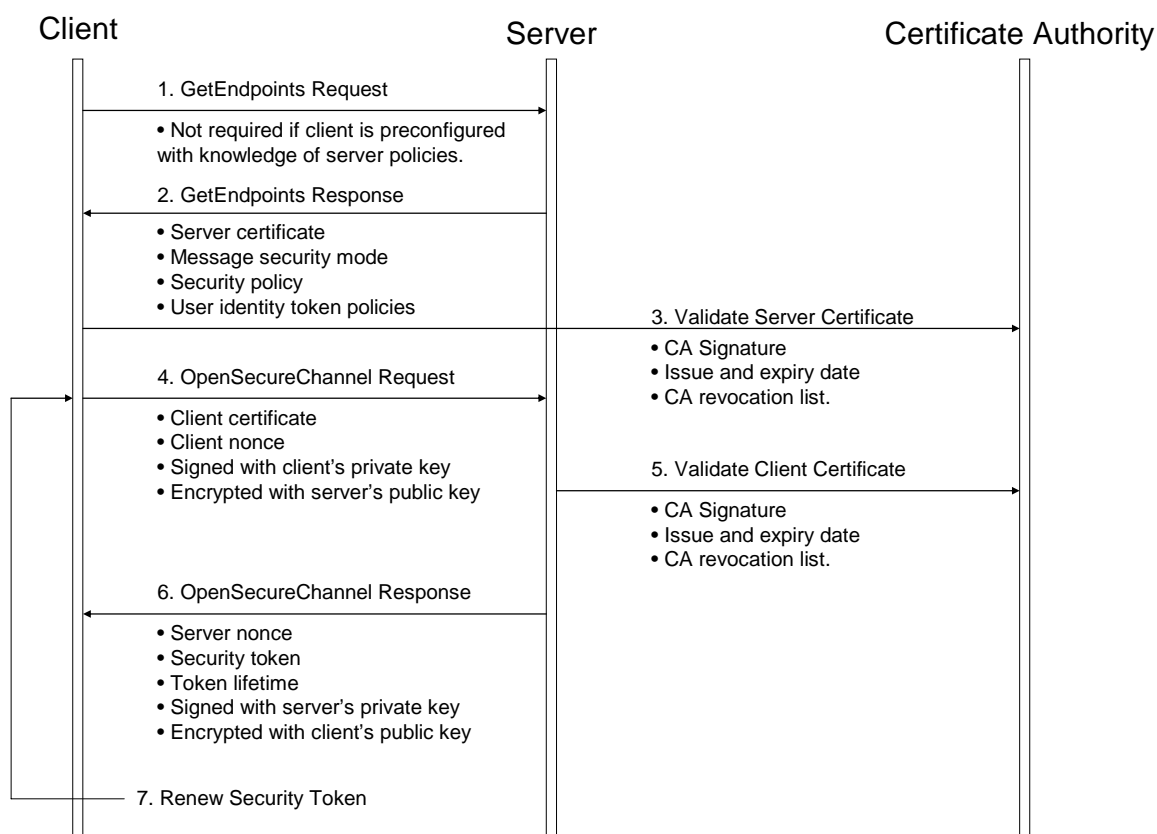 Client
Server
Certificate Authority
1. GetEndpoints Request
• Not required if client is preconfigured
with knowledge of server policies.
2. GetEndpoints Response
• Server certificate
• Message security mode
• Security policy
• User identity token policies
3. Validate Server Certificate
• CA Signature
• Issue and expiry date
• CA revocation list.
4. OpenSecureChannel Request
• Client certificate
• Client nonce
• Signed with client’s private key
• Encrypted with server’s public key
5. Validate Client Certificate
• CA Signature
• Issue and expiry date
• CA revocation list.
6. OpenSecureChannel Response
• Server nonce
• Security token
• Token lifetime
• Signed with server’s private key
• Encrypted with client’s public key
7. Renew Security Token